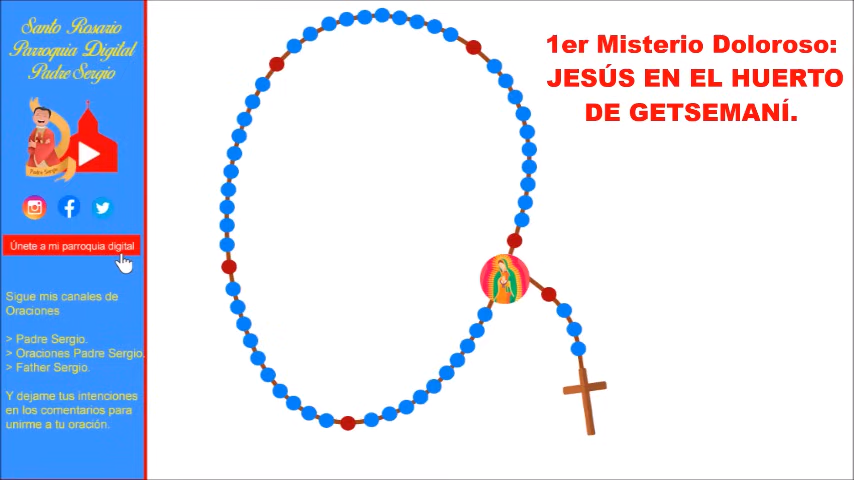 Santo Rosario
Parroquia Digital
Padre Sergio
Padre Sergio
Únete a mi parroquia digital
Sigue mis canales de
Oraciones
> Padre Sergio.
> Oraciones Padre Sergio.
> Father Sergio.
Y dejame tus intenciones
en los comentarios para
unirme a tu oración.
1er Misterio Doloroso:
JESÚS EN EL HUERTO
DE GETSEMANÍ.